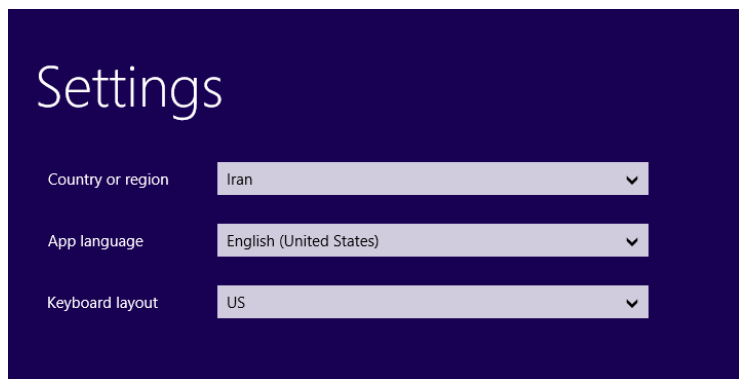 Settings
Country or region Iran
App language English (United States)
Keyboard layout US